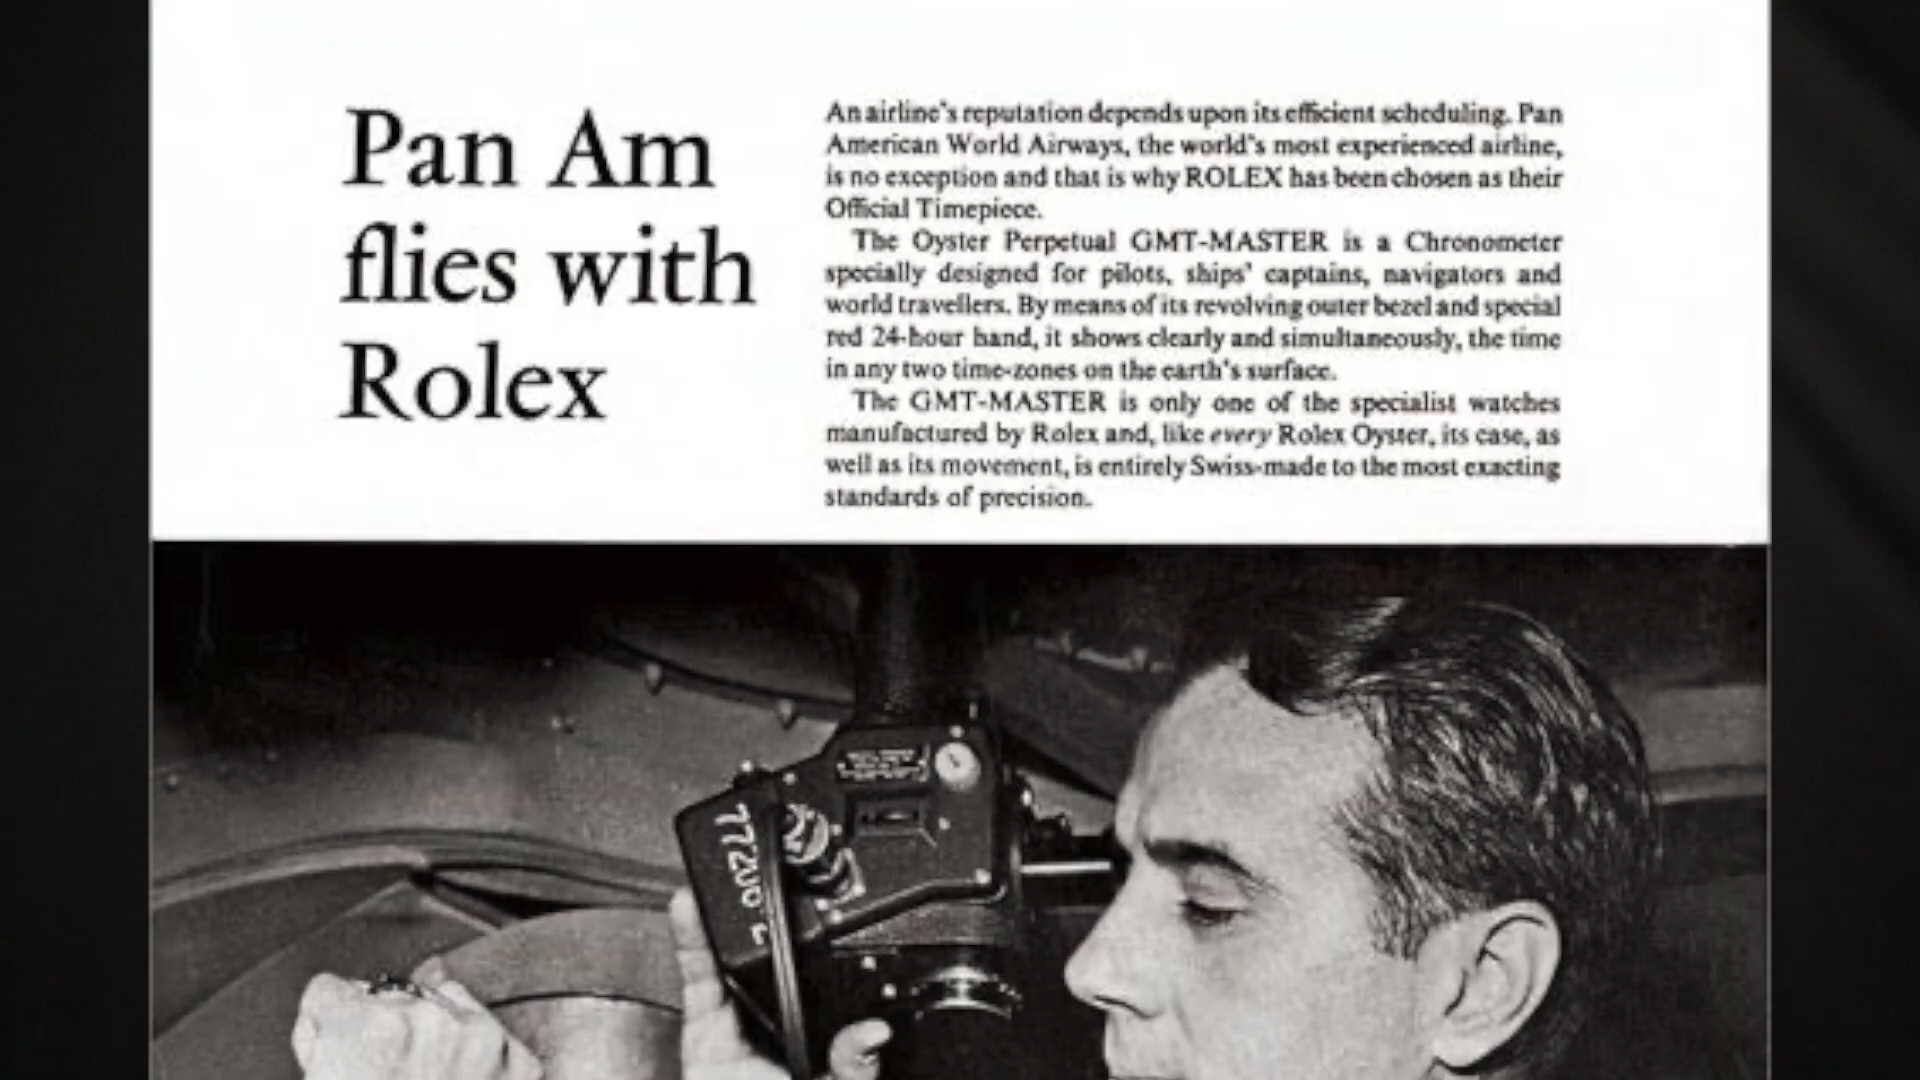 Pan Am
flies with
Rolex
An airline's reputation depends upon its efficient scheduling. Pan
American World Airways, the world's most experienced airline,
is no exception and that is why ROLEX has been chosen as their
Official Timepiece.
The Oyster Perpetual GMT-MASTER is a Chronometer
specially designed for pilots, ships' captains, navigators and
world travellers. By means of its revolving outer bezel and special
red 24-hour hand, it shows clearly and simultaneously, the time
in any two time-zones on the earth's surface.
The GMT-MASTER is only one of the specialist watches
manufactured by Rolex and, like every Rolex Oyster, its case, as
well as its movement, is entirely Swiss-made to the most exacting
standards of precision.